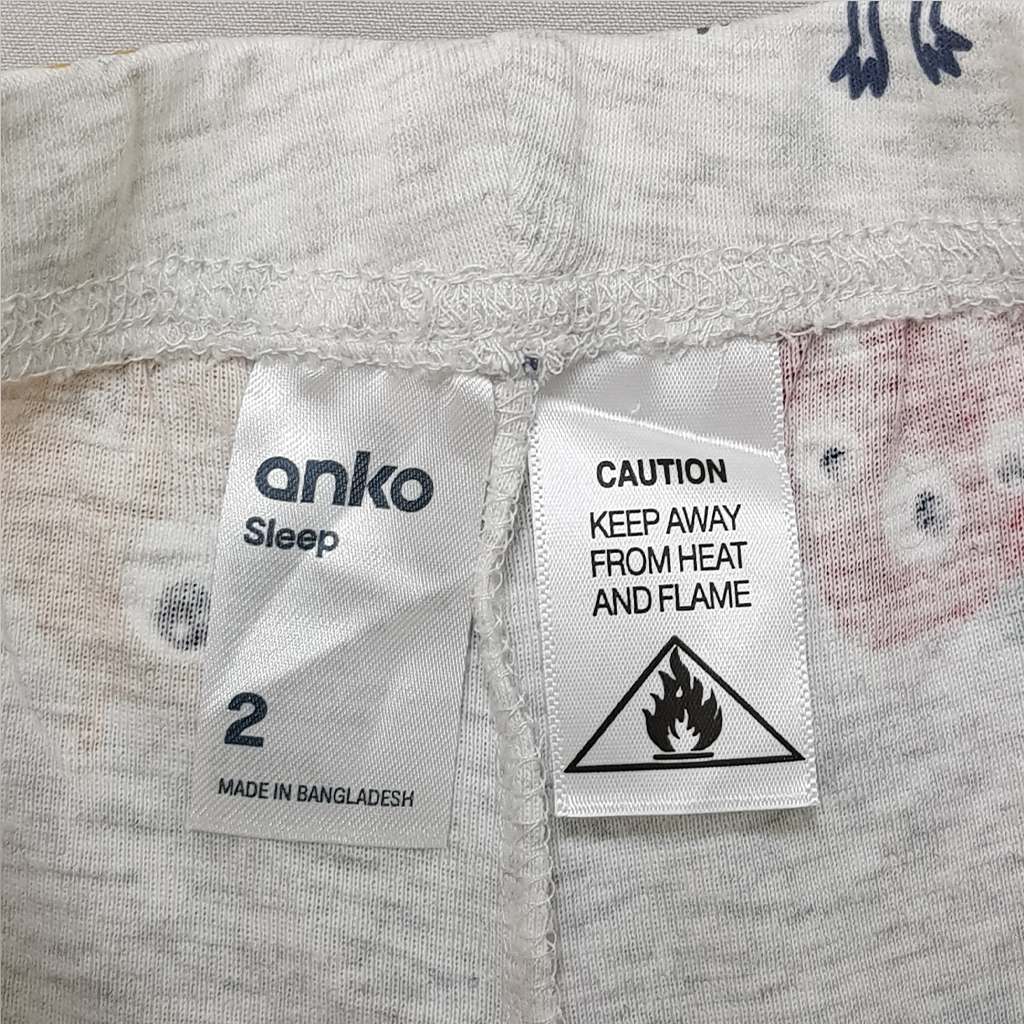 anko
Sleep
2
MADE IN BANGLADESH
CAUTION
KEEP AWAY
FROM HEAT
AND FLAME